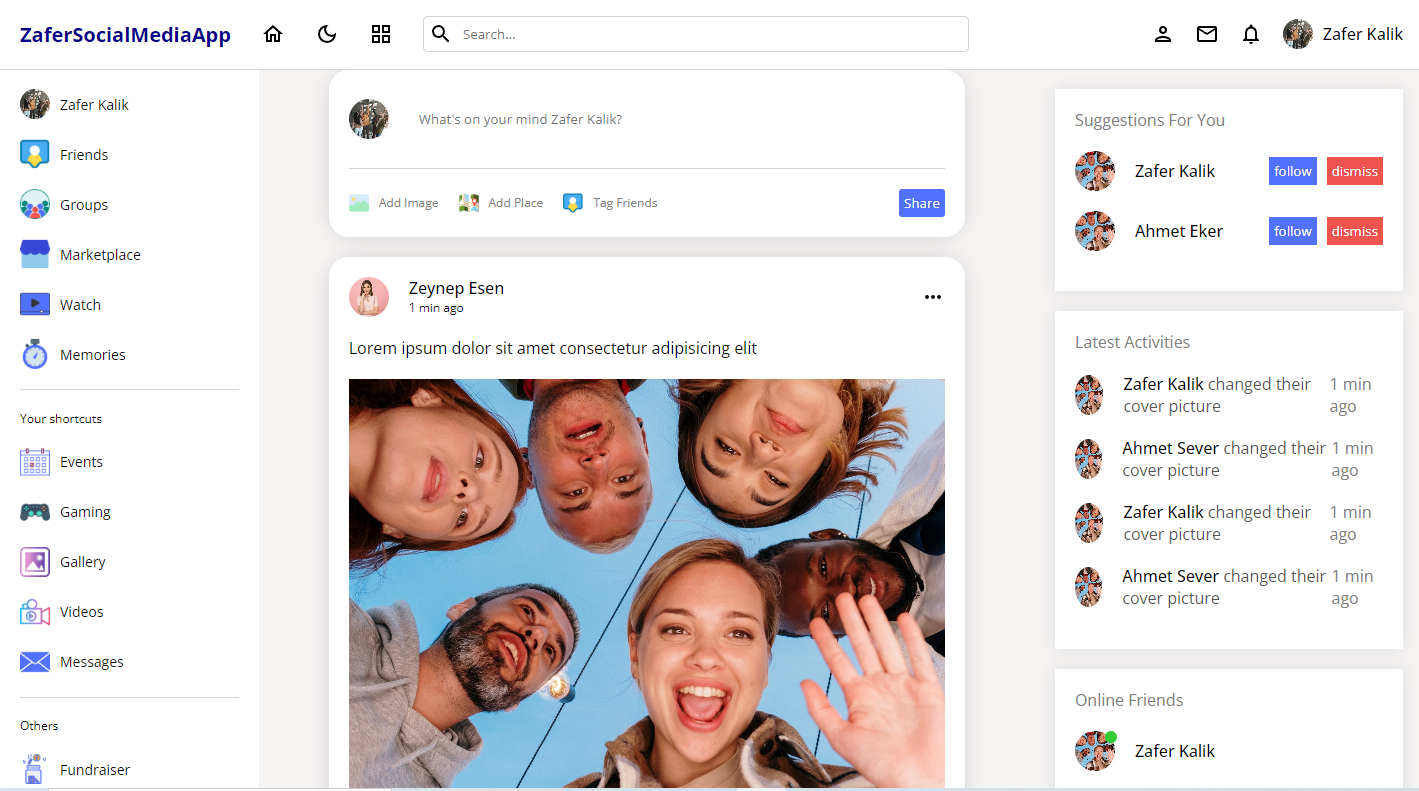 ZaferSocialMediaApp
Search...
Zafer Kalik
Zafer Kalik
Friends
Groups
Marketplace
Watch
Memories
Your shortcuts
Events
Gaming
Gallery
Videos
Messages
Others
Fundraiser
What's on your mind Zafer Kalik?
Add Image
Add Place
Tag Friends
Share
Zeynep Esen
1 min ago
Lorem ipsum dolor sit amet consectetur adipisicing elit
Suggestions For You
Zafer Kalik
follow
dismiss
Ahmet Eker
follow
dismiss
Latest Activities
Zafer Kalik changed their
cover picture
1 min
ago
Ahmet Sever changed their
cover picture
1 min
ago
Zafer Kalik changed their
cover picture
1 min
ago
Ahmet Sever changed their
cover picture
1 min
ago
Online Friends
Zafer Kalik